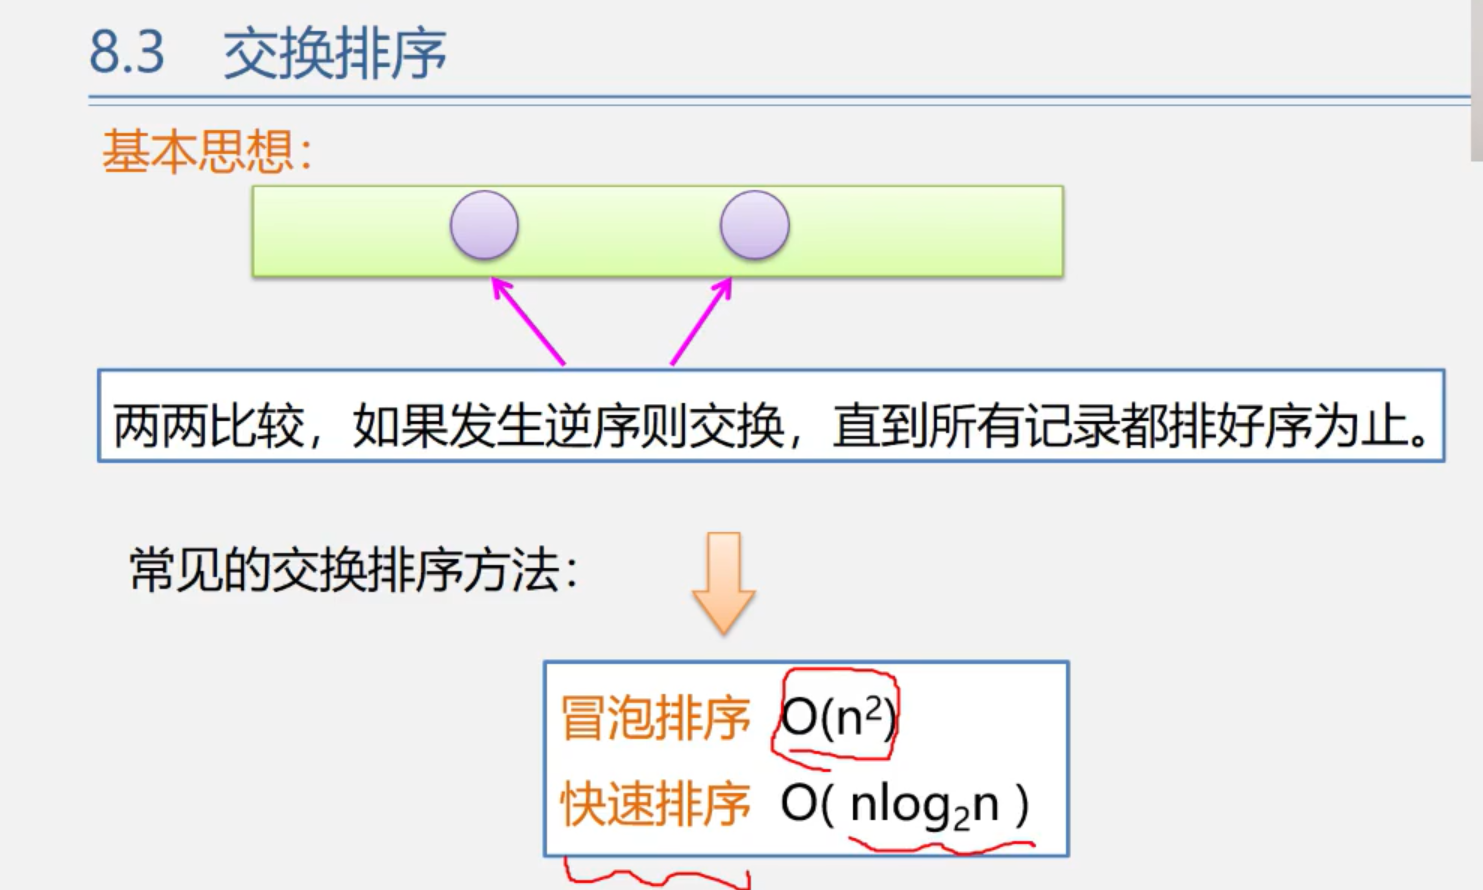 8.3 交换排序
基本思想：
两两比较，如果发生逆序则交换，直到所有记录都排好序为止。
常见的交换排序方法：
冒泡排序 O(n²)
快速排序 O( nlog₂n )